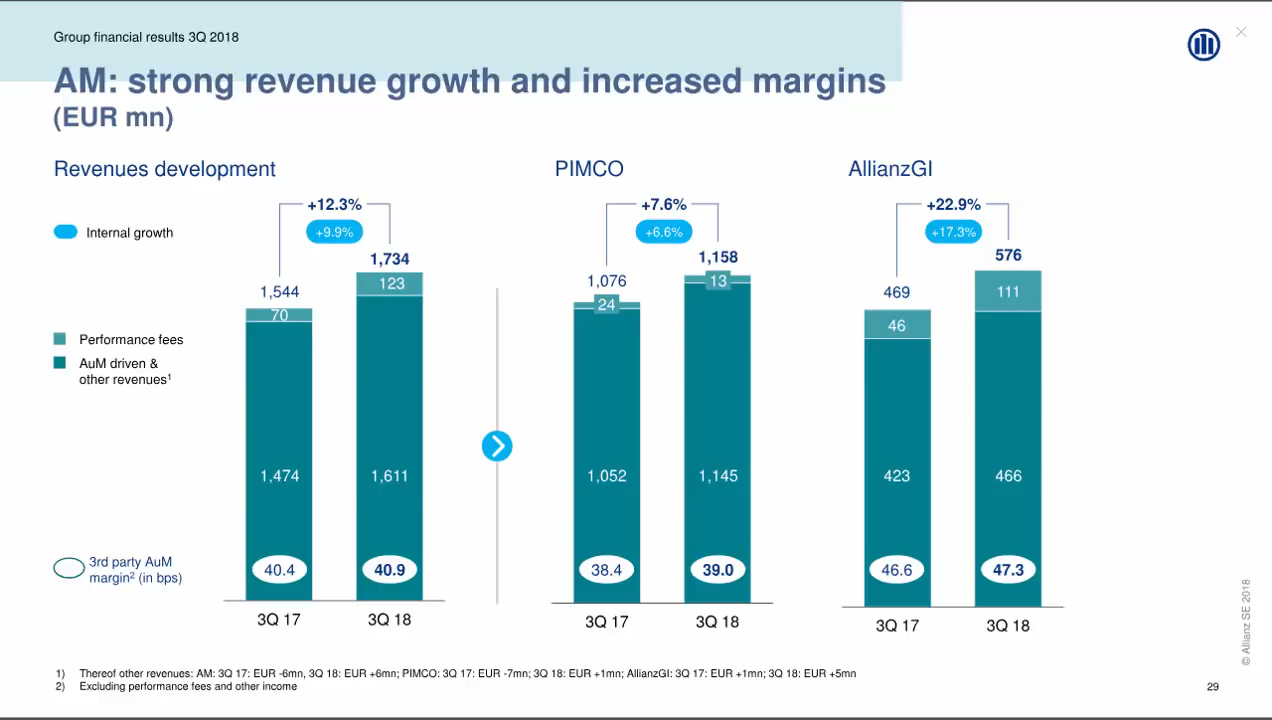 Group financial results 3Q 2018
AM: strong revenue growth and increased margins
(EUR mn)
Revenues development
PIMCO
AllianzGI
+12.3%
+7.6%
+22.9%
Internal growth
+9.9%
+6.6%
+17.3%
1,544
1,734
1,076
1,158
469
576
70
123
24
13
46
111
Performance fees
AuM driven &
other revenues¹
1,474
1,611
1,052
1,145
423
466
3rd party AuM
margin² (in bps)
40.4
40.9
38.4
39.0
46.6
47.3
3Q 17
3Q 18
3Q 17
3Q 18
3Q 17
3Q 18
© Allianz SE 2018
1) Thereof other revenues: AM: 3Q 17: EUR -6mn, 3Q 18: EUR +6mn; PIMCO: 3Q 17: EUR -7mn; 3Q 18: EUR +1mn; AllianzGI: 3Q 17: EUR +1mn; 3Q 18: EUR +5mn
2) Excluding performance fees and other income
29